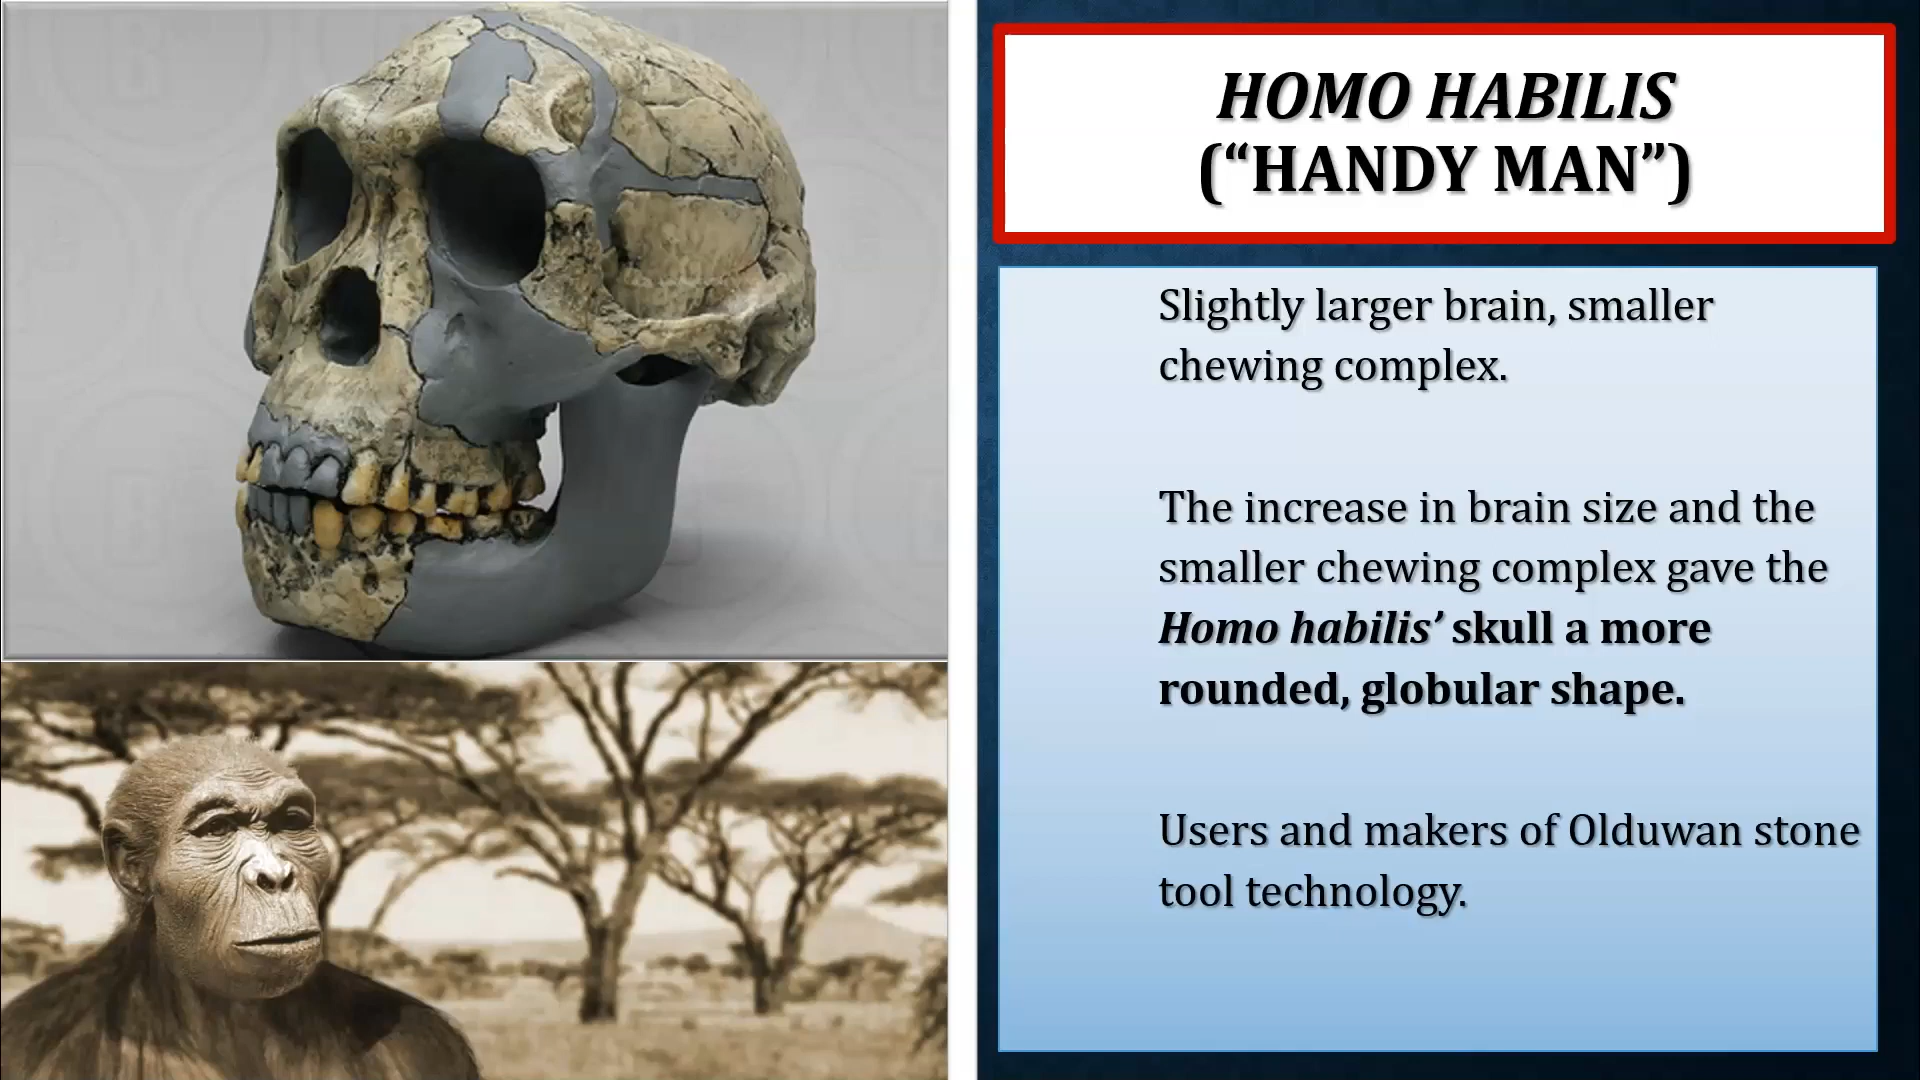 HOMO HABILIS
(“HANDY MAN”)
Slightly larger brain, smaller
chewing complex.
The increase in brain size and the
smaller chewing complex gave the
Homo habilis’ skull a more
rounded, globular shape.
Users and makers of Olduwan stone
tool technology.